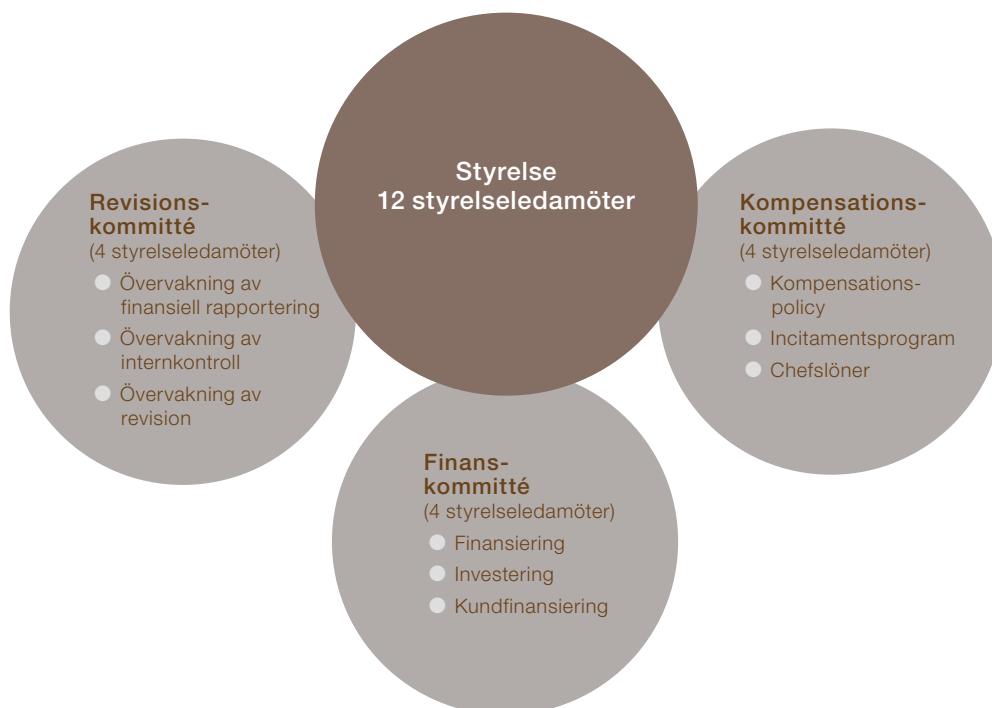 Styrelse
12 styrelseledamöter
Revisions-
kommitté
(4 styrelseledamöter)
Övervakning av
finansiell rapportering
Övervakning av
internkontroll
Övervakning av
revision
Kompensations-
kommitté
(4 styrelseledamöter)
Kompensations-
policy
Incitamentsprogram
Chefslöner
Finans-
kommitté
(4 styrelseledamöter)
Finansiering
Investering
Kundfinansiering